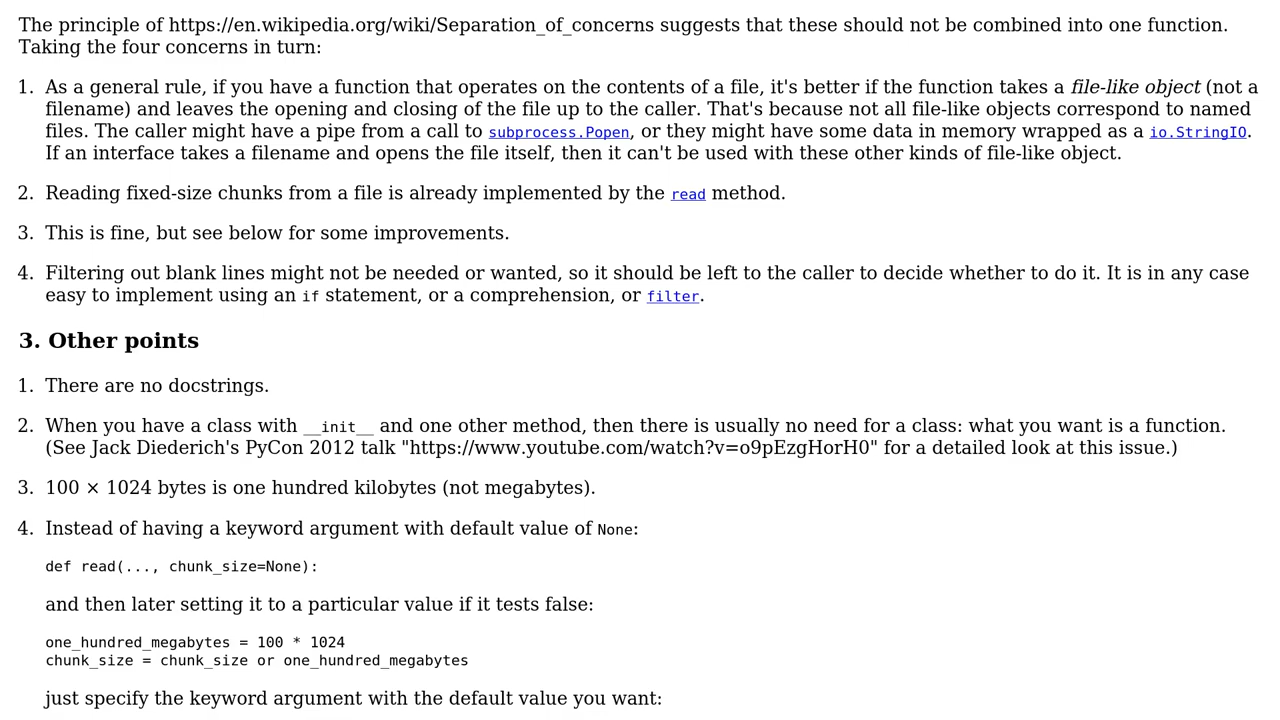 The principle of https://en.wikipedia.org/wiki/Separation_of_concerns suggests that these should not be combined into one function.
Taking the four concerns in turn:
1. As a general rule, if you have a function that operates on the contents of a file, it's better if the function takes a file-like object (not a
filename) and leaves the opening and closing of the file up to the caller. That's because not all file-like objects correspond to named
files. The caller might have a pipe from a call to subprocess.Popen, or they might have some data in memory wrapped as a io.StringIO.
If an interface takes a filename and opens the file itself, then it can't be used with these other kinds of file-like object.
2. Reading fixed-size chunks from a file is already implemented by the read method.
3. This is fine, but see below for some improvements.
4. Filtering out blank lines might not be needed or wanted, so it should be left to the caller to decide whether to do it. It is in any case
easy to implement using an if statement, or a comprehension, or filter.
3. Other points
1. There are no docstrings.
2. When you have a class with __init__ and one other method, then there is usually no need for a class: what you want is a function.
(See Jack Diederich's PyCon 2012 talk "https://www.youtube.com/watch?v=o9pEzgHorH0" for a detailed look at this issue.)
3. 100 × 1024 bytes is one hundred kilobytes (not megabytes).
4. Instead of having a keyword argument with default value of None:
def read(..., chunk_size=None):
and then later setting it to a particular value if it tests false:
one_hundred_megabytes = 100 * 1024
chunk_size = chunk_size or one_hundred_megabytes
just specify the keyword argument with the default value you want: